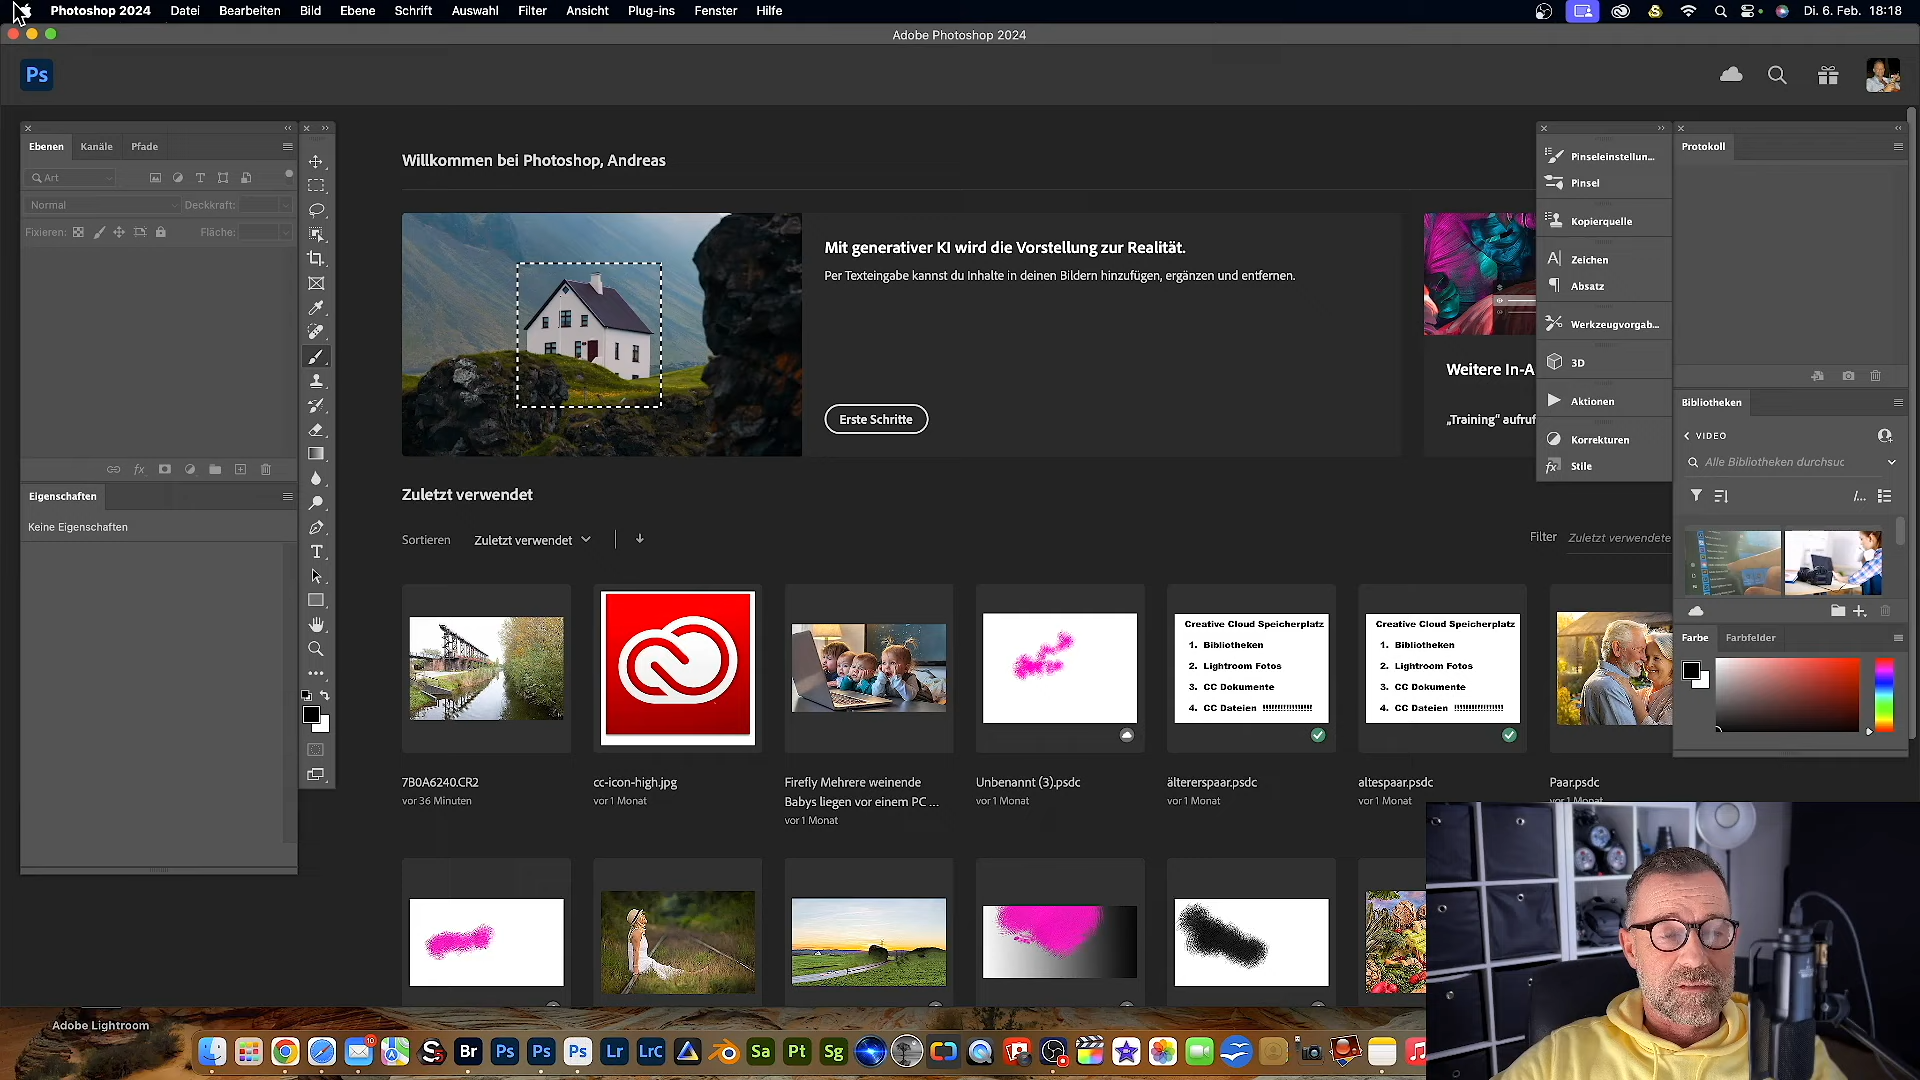 Photoshop 2024 Datei Bearbeiten Bild Ebene Schrift Auswahl Filter Ansicht Plug-ins Fenster Hilfe Di. 6. Feb. 18:18
Adobe Photoshop 2024
Ps
Ebenen Kanäle Pfade
Art
Normal Deckkraft:
Fixieren: Fläche:
fx
Eigenschaften
Keine Eigenschaften
Willkommen bei Photoshop, Andreas
Mit generativer KI wird die Vorstellung zur Realität.
Per Texteingabe kannst du Inhalte in deinen Bildern hinzufügen, ergänzen und entfernen.
Erste Schritte
Weitere In-A
„Training" aufruf
Pinseleinstellun...
Pinsel
Kopierquelle
Zeichen
Absatz
Werkzeugvorgab...
3D
Aktionen
Korrekturen
fx Stile
Protokoll
Bibliotheken
VIDEO
Alle Bibliotheken durchsuc
/...
Farbe Farbfelder
Zuletzt verwendet
Sortieren Zuletzt verwendet
Filter Zuletzt verwendete
Creative Cloud Speicherplatz
1. Bibliotheken
2. Lightroom Fotos
3. CC Dokumente
4. CC Dateien !!!!!!!!!!!!!!!!!
Creative Cloud Speicherplatz
1. Bibliotheken
2. Lightroom Fotos
3. CC Dokumente
4. CC Dateien !!!!!!!!!!!!!!!!!
7B0A6240.CR2
vor 36 Minuten
cc-icon-high.jpg
vor 1 Monat
Firefly Mehrere weinende
Babys liegen vor einem PC ...
vor 1 Monat
Unbenannt (3).psdc
vor 1 Monat
ältererspaar.psdc
vor 1 Monat
altespaar.psdc
vor 1 Monat
Paar.psdc
vor 1 Monat
Adobe Lightroom
10
Br Ps Ps Ps Lr LrC Sa Pt Sg